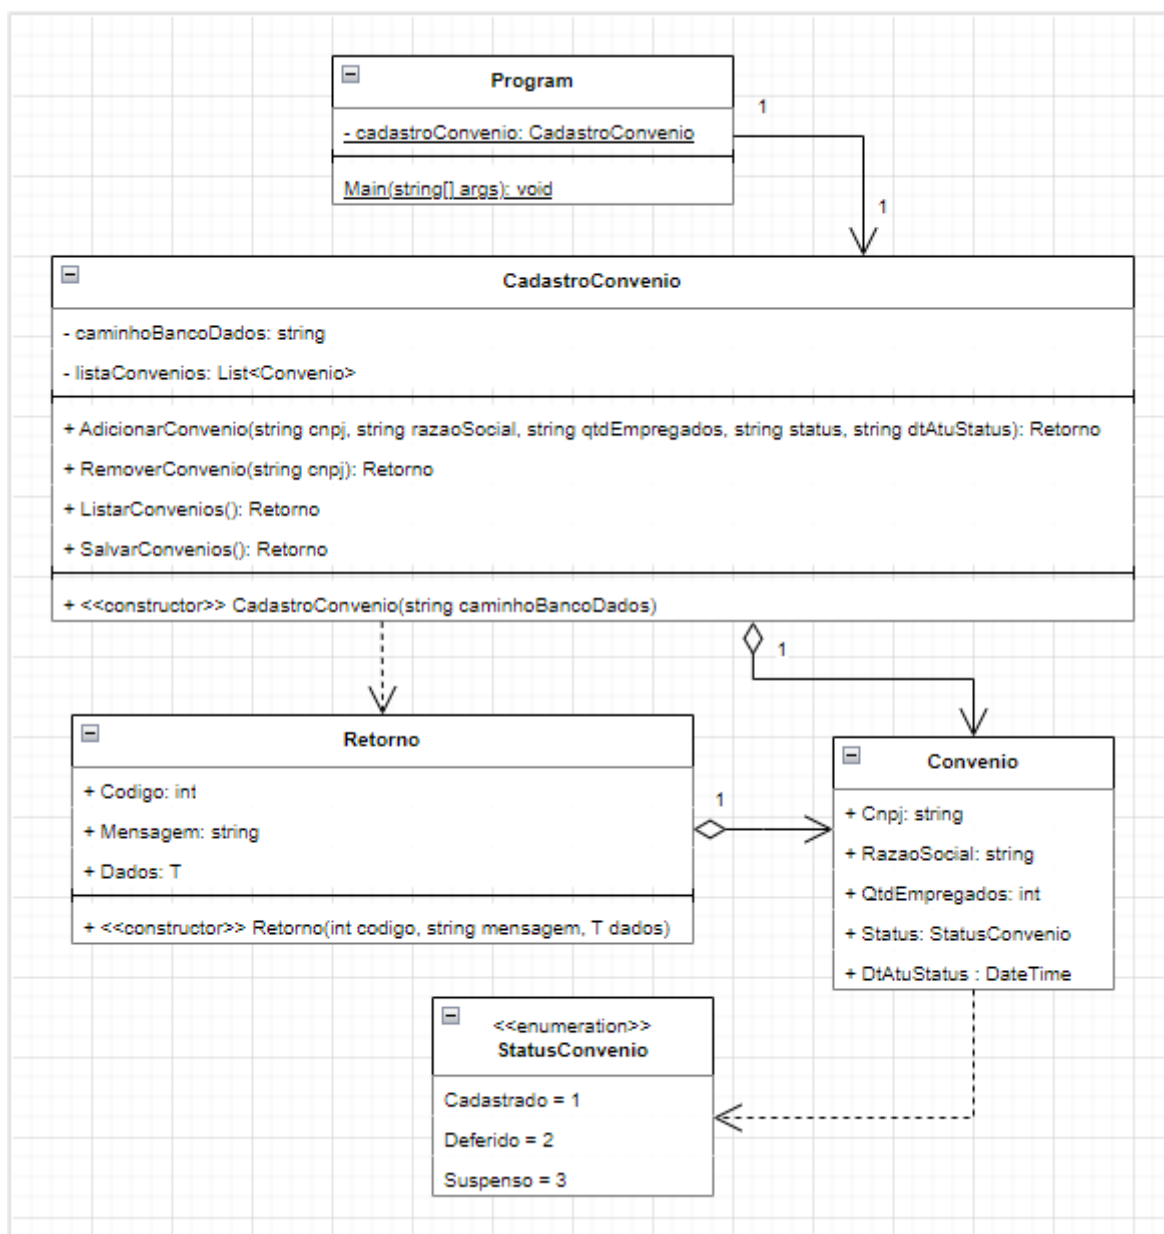 Program
- cadastroConvenio: CadastroConvenio
Main(string[] args): void
1
1
CadastroConvenio
- caminhoBancoDados: string
- listaConvenios: List<Convenio>
+ AdicionarConvenio(string cnpj, string razaoSocial, string qtdEmpregados, string status, string dtAtuStatus): Retorno
+ RemoverConvenio(string cnpj): Retorno
+ ListarConvenios(): Retorno
+ SalvarConvenios(): Retorno
+ <<constructor>> CadastroConvenio(string caminhoBancoDados)
1
Retorno
+ Codigo: int
+ Mensagem: string
+ Dados: T
+ <<constructor>> Retorno(int codigo, string mensagem, T dados)
1
Convenio
+ Cnpj: string
+ RazaoSocial: string
+ QtdEmpregados: int
+ Status: StatusConvenio
+ DtAtuStatus : DateTime
<<enumeration>>
StatusConvenio
Cadastrado = 1
Deferido = 2
Suspenso = 3